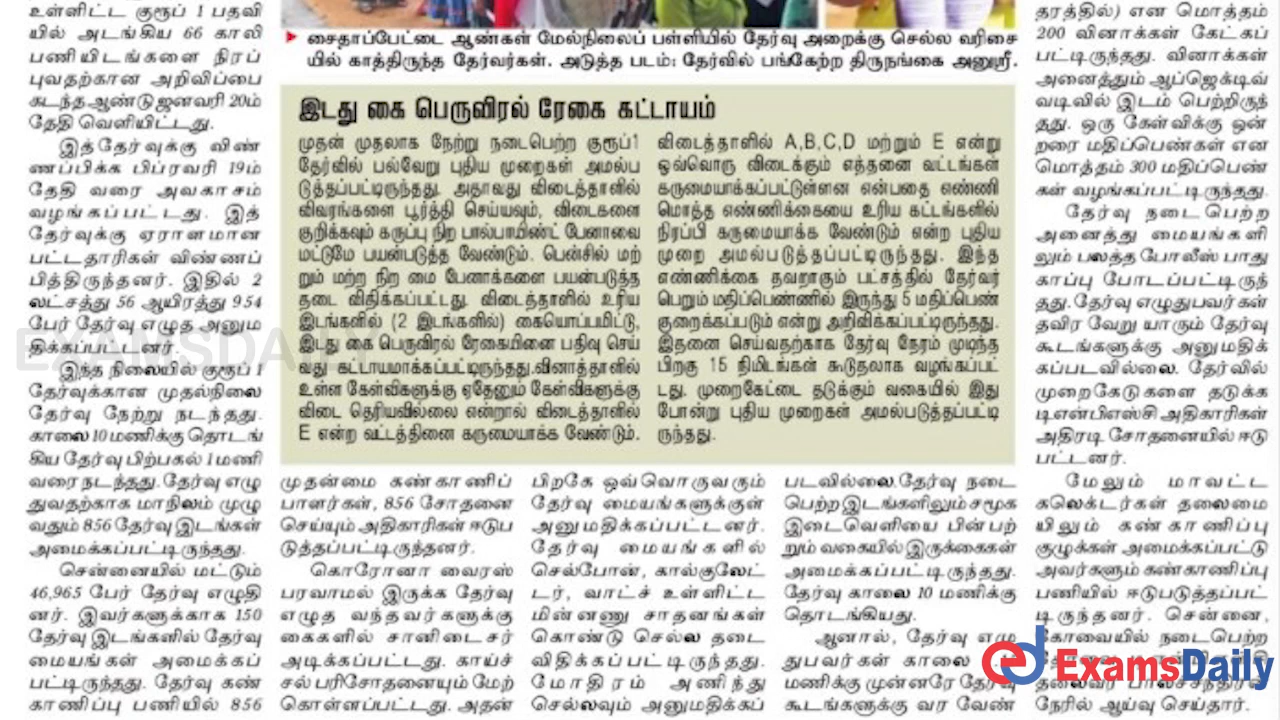 உள்ளிட்ட குரூப் 1 பதவி
யில் அடங்கிய 66 காலி
பணியிடங்களை நிரப்
புவதற்கான அறிவிப்பை
கடந்த ஆண்டு ஜனவரி 20ம்
தேதி வெளியிட்டது.
இத்தேர்வுக்கு விண்
ணப்பிக்க பிப்ரவரி 19ம்
தேதி வரை அவகாசம்
வழங்கப்பட்டது. இத்
தேர்வுக்கு ஏராளமான
பட்டதாரிகள் விண்ணப்
பித்திருந்தனர். இதில் 2
லட்சத்து 56 ஆயிரத்து 954
பேர் தேர்வு எழுத அனும
திக்கப்பட்டனர்.
இந்த நிலையில் குரூப் 1
தேர்வுக்கான முதல்நிலை
தேர்வு நேற்று நடந்தது.
காலை 10 மணிக்கு தொடங்
கிய தேர்வு பிற்பகல் 1 மணி
வரை நடந்தது. தேர்வு எழு
துவதற்காக மாநிலம் முழு
வதும் 856 தேர்வு இடங்கள்
அமைக்கப்பட்டிருந்தது.
சென்னையில் மட்டும்
46,965 பேர் தேர்வு எழுதி
னர். இவர்களுக்காக 150
தேர்வு இடங்களில் தேர்வு
மையங்கள் அமைக்கப்
பட்டிருந்தது. தேர்வு கண்
காணிப்பு பணியில் 856
சைதாப்பேட்டை ஆண்கள் மேல்நிலைப் பள்ளியில் தேர்வு அறைக்கு செல்ல வரிசை
யில் காத்திருந்த தேர்வர்கள். அடுத்த படம்: தேர்வில் பங்கேற்ற திருநங்கை அனுஸ்ரீ.
இடது கை பெருவிரல் ரேகை கட்டாயம்
முதன் முதலாக நேற்று நடைபெற்ற குரூப்1
தேர்வில் பல்வேறு புதிய முறைகள் அமல்ப
டுத்தப்பட்டிருந்தது. அதாவது விடைத்தாளில்
விவரங்களை பூர்த்தி செய்யவும், விடைகளை
குறிக்கவும் கருப்பு நிற பால்பாயிண்ட் பேனாவை
மட்டுமே பயன்படுத்த வேண்டும். பென்சில் மற்
றும் மற்ற நிற மை பேனாக்களை பயன்படுத்த
தடை விதிக்கப்பட்டது. விடைத்தாளில் உரிய
இடங்களில் (2 இடங்களில்) கையொப்பமிட்டு,
இடது கை பெருவிரல் ரேகையினை பதிவு செய்
வது கட்டாயமாக்கப்பட்டிருந்தது.வினாத்தாளில்
உள்ள கேள்விகளுக்கு ஏதேனும் கேள்விகளுக்கு
விடை தெரியவில்லை என்றால் விடைத்தாளில்
E என்ற வட்டத்தினை கருமையாக்க வேண்டும்.
விடைத்தாளில் A,B,C,D மற்றும் E என்று
ஒவ்வொரு விடைக்கும் எத்தனை வட்டங்கள்
கருமையாக்கப்பட்டுள்ளன என்பதை எண்ணி
மொத்த எண்ணிக்கையை உரிய கட்டங்களில்
நிரப்பி கருமையாக்க வேண்டும் என்ற புதிய
முறை அமல்படுத்தப்பட்டிருந்தது. இந்த
எண்ணிக்கை தவறாகும் பட்சத்தில் தேர்வர்
பெறும் மதிப்பெண்ணில் இருந்து 5 மதிப்பெண்
குறைக்கப்படும் என்று அறிவிக்கப்பட்டிருந்தது.
இதனை செய்வதற்காக தேர்வு நேரம் முடிந்த
பிறகு 15 நிமிடங்கள் கூடுதலாக வழங்கப்பட்
டது. முறைகேட்டை தடுக்கும் வகையில் இது
போன்று புதிய முறைகள் அமல்படுத்தப்பட்டி
ருந்தது.
முதன்மை கண்காணிப்
பாளர்கள், 856 சோதனை
செய்யும் அதிகாரிகள் ஈடுப
டுத்தப்பட்டிருந்தனர்.
கொரோனா வைரஸ்
பரவாமல் இருக்க தேர்வு
எழுத வந்தவர்களுக்கு
கைகளில் சானிடைசர்
அடிக்கப்பட்டது. காய்ச்
சல் பரிசோதனையும் மேற்
கொள்ளப்பட்டது. அதன்
பிறகே ஒவ்வொருவரும்
தேர்வு மையங்களுக்குள்
அனுமதிக்கப்பட்டனர்.
தேர்வு மையங்களில்
செல்போன், கால்குலேட்
டர், வாட்ச் உள்ளிட்ட
மின்னணு சாதனங்கள்
கொண்டு செல்ல தடை
விதிக்கப்பட்டிருந்தது.
மோதிரம் அணிந்து
செல்லவும் அனுமதிக்கப்
படவில்லை.தேர்வு நடை
பெற்ற இடங்களிலும் சமூக
இடைவெளியை பின்பற்
றும் வகையில் இருக்கைகள்
அமைக்கப்பட்டிருந்தது.
தேர்வு காலை 10 மணிக்கு
தொடங்கியது.
ஆனால், தேர்வு எழு
துபவர்கள் காலை
மணிக்கு முன்னரே தேர்வு
கூடங்களுக்கு வர வேண்
தரத்தில்) என மொத்தம்
200 வினாக்கள் கேட்கப்
பட்டிருந்தது. வினாக்கள்
அனைத்தும் ஆப்ஜெக்டிவ்
வடிவில் இடம் பெற்றிருந்
தது. ஒரு கேள்விக்கு ஒன்
றரை மதிப்பெண்கள் என
மொத்தம் 300 மதிப்பெண்
கள் வழங்கப்பட்டிருந்தது.
தேர்வு நடைபெற்ற
அனைத்து மையங்களி
லும் பலத்த போலீஸ் பாது
காப்பு போடப்பட்டிருந்
தது. தேர்வு எழுதுபவர்கள்
தவிர வேறு யாரும் தேர்வு
கூடங்களுக்கு அனுமதிக்
கப்படவில்லை. தேர்வில்
முறைகேடுகளை தடுக்க
டிஎன்பிஎஸ்சி அதிகாரிகள்
அதிரடி சோதனையில் ஈடு
பட்டனர்.
மேலும் மாவட்ட
கலெக்டர்கள் தலைமை
யிலும் கண்காணிப்பு
குழுக்கள் அமைக்கப்பட்டு
அவர்களும் கண்காணிப்பு
பணியில் ஈடுபடுத்தப்பட்
டிருந்தனர். சென்னை,
கோவையில் நடைபெற்ற
தலைவர் பாலச்சந்திரன்
நேரில் ஆய்வு செய்தார்.
EXAMSDAILY
ed ExamsDaily